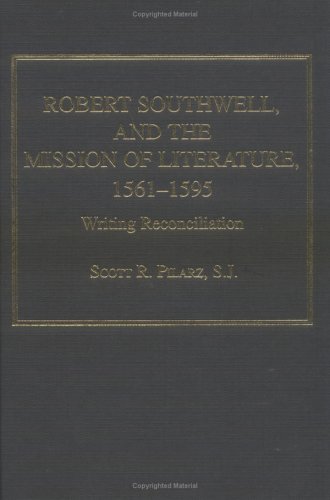 ROBERT SOUTHWELL,
AND THE
MISSION OF LITERATURE,
1561–1595
Writing Reconciliation
SCOTT R. PILARZ, S.J.